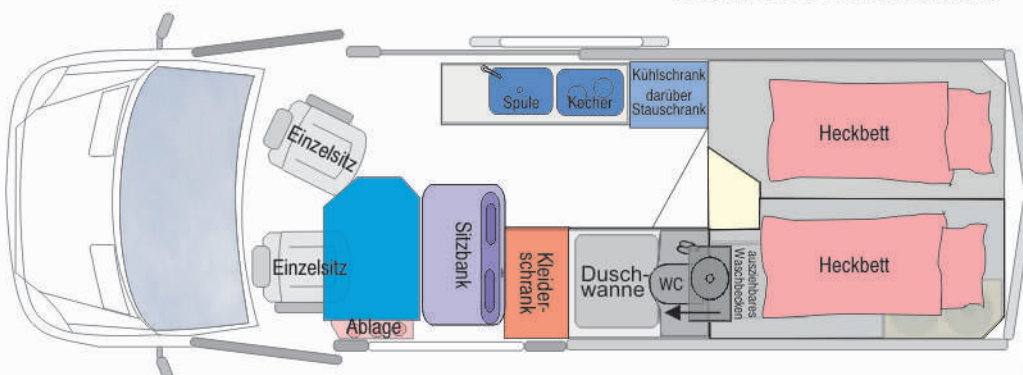 Einzelsitz
Einzelsitz
Ablage
Sitzbank
Spüle
Kocher
Kühlschrank
darüber
Stauschrank
Kleider-
schrank
Dusch-
wanne
WC
ausziehbares
Waschbecken
Heckbett
Heckbett